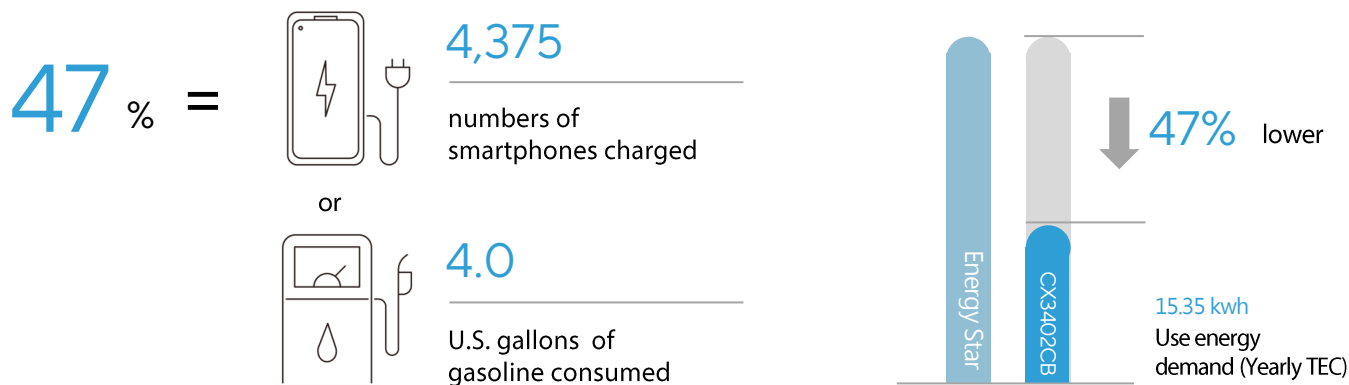 47 %
=
4,375
numbers of
smartphones charged
or
4.0
U.S. gallons of
gasoline consumed
Energy Star
CX3402CB
47% lower
15.35 kwh
Use energy
demand (Yearly TEC)